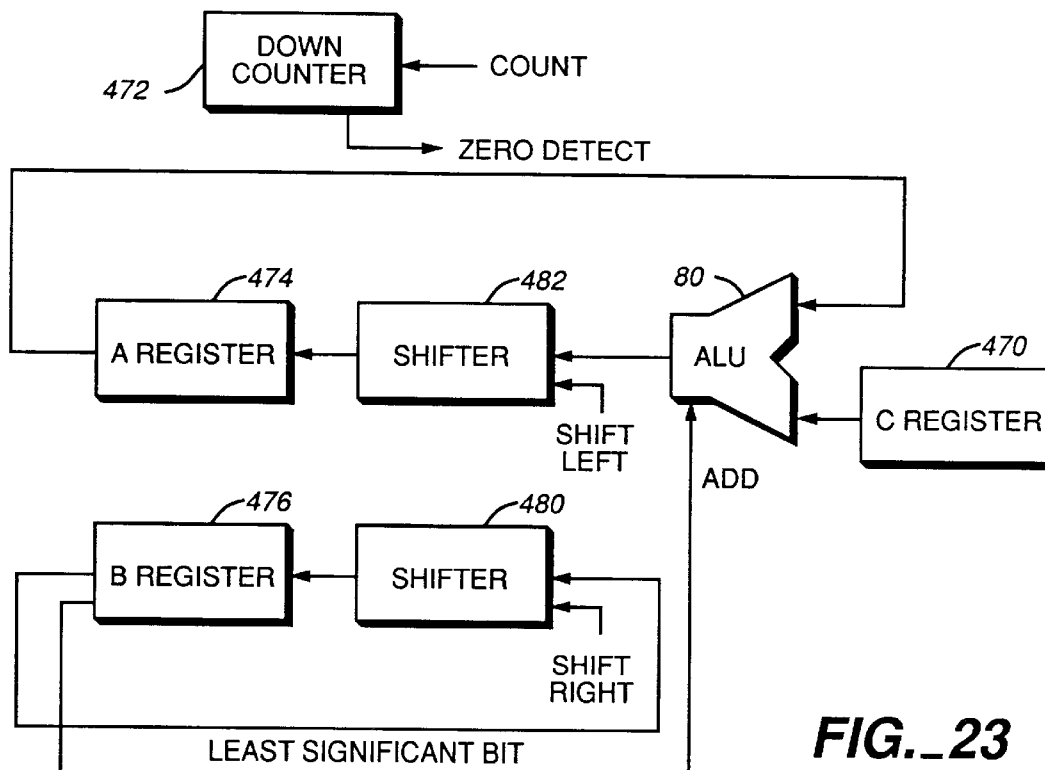 DOWN
COUNTER
COUNT
472
ZERO DETECT
474
482
80
470
A REGISTER
SHIFTER
ALU
C REGISTER
SHIFT
LEFT
ADD
476
480
B REGISTER
SHIFTER
SHIFT
RIGHT
LEAST SIGNIFICANT BIT
FIG._23